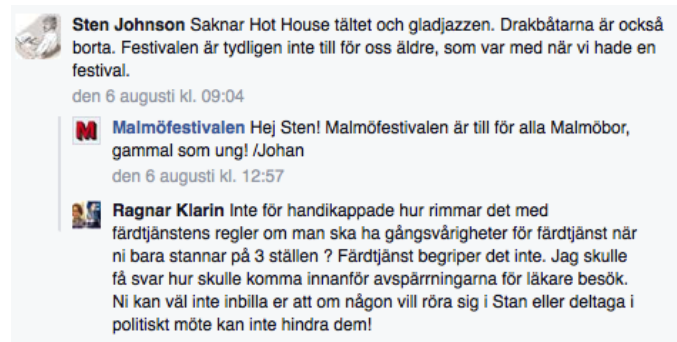 Sten Johnson Saknar Hot House tältet och gladjazzen. Drakbåtarna är också
borta. Festivalen är tydligen inte till för oss äldre, som var med när vi hade en
festival.
den 6 augusti kl. 09:04
M
Malmöfestivalen Hej Sten! Malmöfestivalen är till för alla Malmöbor,
gammal som ung! /Johan
den 6 augusti kl. 12:57
Ragnar Klarin Inte för handikappade hur rimmar det med
färdtjänstens regler om man ska ha gångsvårigheter för färdtjänst när
ni bara stannar på 3 ställen ? Färdtjänst begriper det inte. Jag skulle
få svar hur skulle komma innanför avspärrningarna för läkare besök.
Ni kan väl inte inbilla er att om någon vill röra sig i Stan eller deltaga i
politiskt möte kan inte hindra dem!